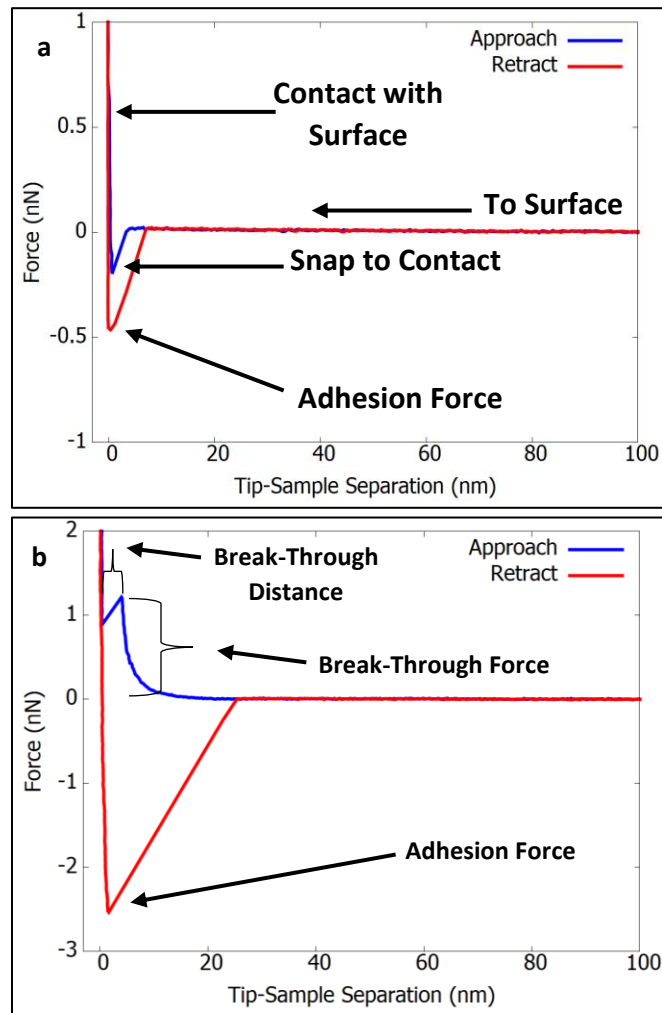 a
1
0.5
0
-0.5
-1
Force (nN)
Approach
Retract
Contact with
Surface
To Surface
Snap to Contact
Adhesion Force
0
20
40
60
80
100
Tip-Sample Separation (nm)
b
2
1
0
-1
-2
-3
Force (nN)
Approach
Retract
Break-Through
Distance
Break-Through Force
Adhesion Force
0
20
40
60
80
100
Tip-Sample Separation (nm)